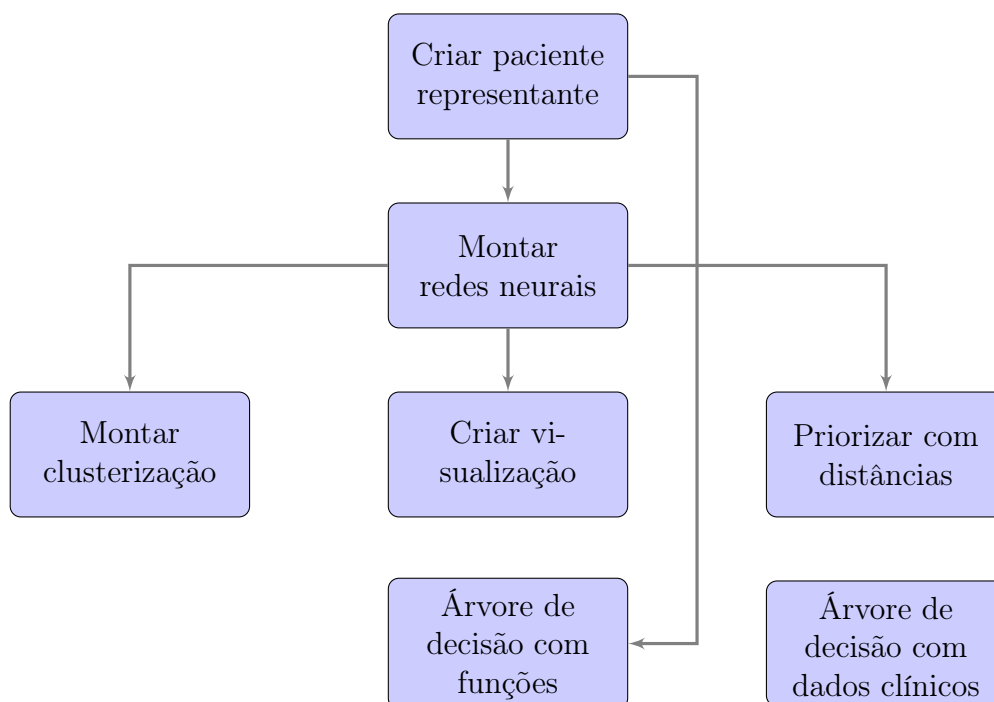 Criar paciente
representante
Montar
redes neurais
Montar
clusterização
Criar vi-
sualização
Priorizar com
distâncias
Árvore de
decisão com
funções
Árvore de
decisão com
dados clínicos